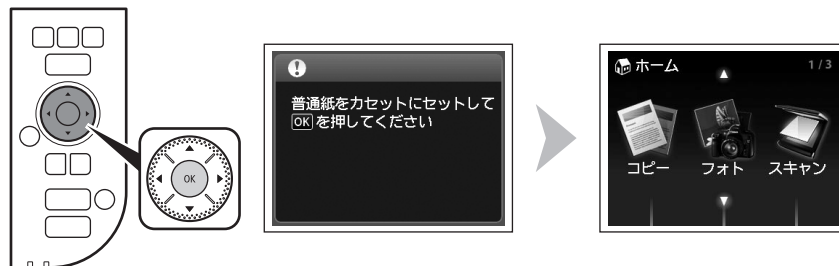 OK
!
普通紙をカセットにセットして
OKを押してください
ホーム
1/3
コピー
フォト
スキャン